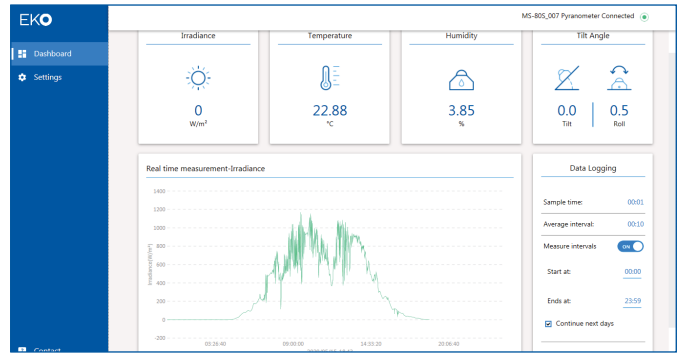 EKO
MS-80S_007 Pyranometer Connected
Dashboard
Settings
Irradiance
Temperature
Humidity
Tilt Angle
0
W/m²
22.88
°C
3.85
%
0.0
Tilt
0.5
Roll
Real time measurement-Irradiance
Irradiance(W/m²)
1400
1200
1000
800
600
400
200
0
-200
03:26:40
09:00:00
14:33:20
20:06:40
Data Logging
Sample time: 00:01
Average interval: 00:10
Measure intervals ON
Start at: 00:00
Ends at: 23:59
Continue next days
Contact